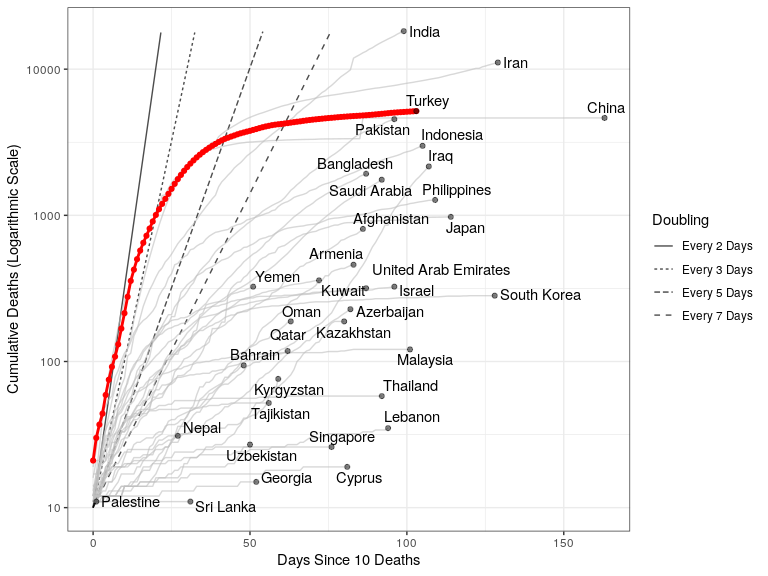 India
Iran
Turkey
China
Pakistan
Indonesia
Iraq
Bangladesh
Saudi Arabia
Philippines
Afghanistan
Japan
Armenia
Yemen
United Arab Emirates
Kuwait
Israel
South Korea
Oman
Azerbaijan
Qatar
Kazakhstan
Bahrain
Malaysia
Kyrgyzstan
Thailand
Tajikistan
Lebanon
Nepal
Singapore
Uzbekistan
Georgia
Cyprus
Palestine
Sri Lanka
10000
1000
100
10
0
50
100
150
Days Since 10 Deaths
Cumulative Deaths (Logarithmic Scale)
Doubling
Every 2 Days
Every 3 Days
Every 5 Days
Every 7 Days